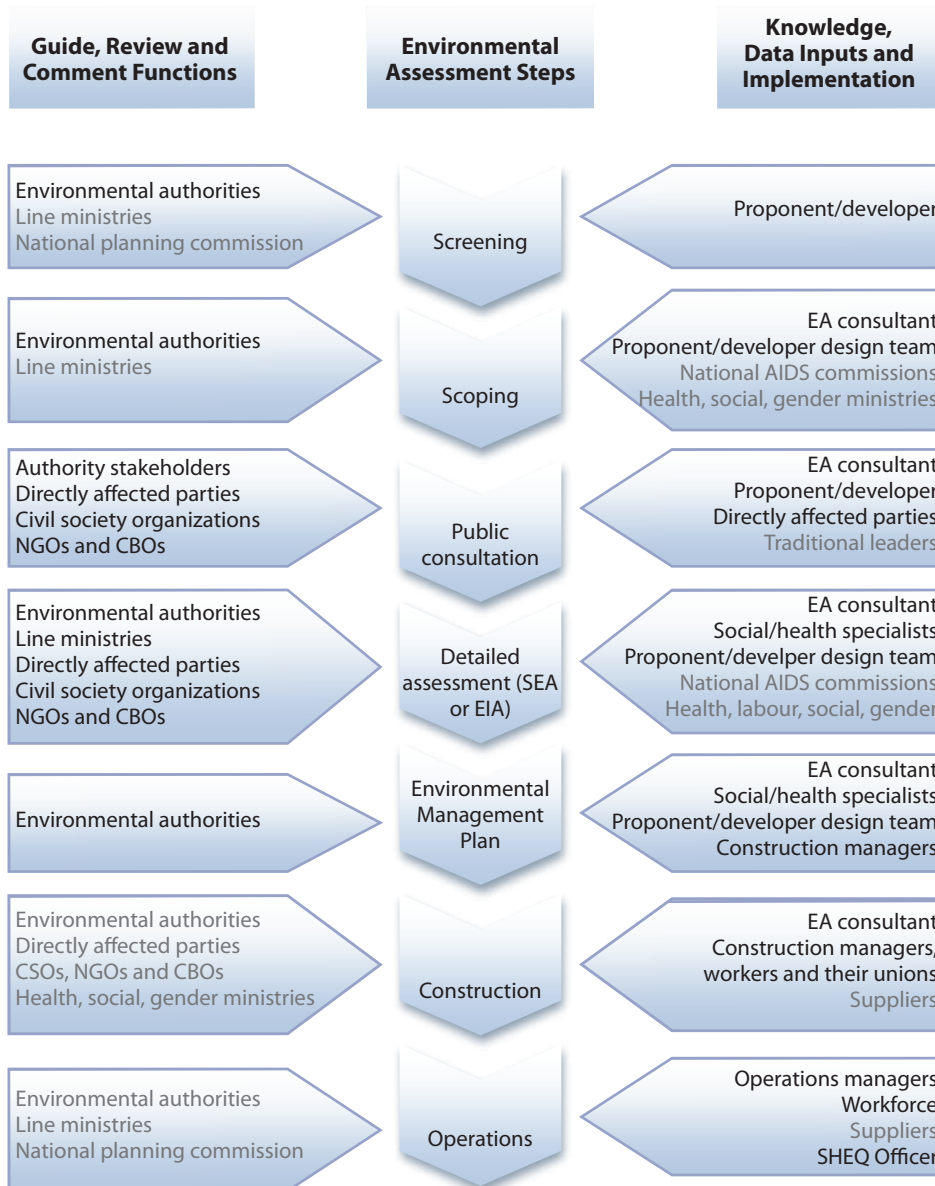 Guide, Review and
Comment Functions
Environmental
Assessment Steps
Knowledge,
Data Inputs and
Implementation
Environmental authorities
Line ministries
National planning commission
Screening
Proponent/developer
Environmental authorities
Line ministries
Scoping
EA consultant
Proponent/developer design team
National AIDS commissions
Health, social, gender ministries
Authority stakeholders
Directly affected parties
Civil society organizations
NGOs and CBOs
Public
consultation
EA consultant
Proponent/developer
Directly affected parties
Traditional leaders
Environmental authorities
Line ministries
Directly affected parties
Civil society organizations
NGOs and CBOs
Detailed
assessment (SEA
or EIA)
EA consultant
Social/health specialists
Proponent/develper design team
National AIDS commissions
Health, labour, social, gender
Environmental authorities
Environmental
Management
Plan
EA consultant
Social/health specialists
Proponent/developer design team
Construction managers
Environmental authorities
Directly affected parties
CSOs, NGOs and CBOs
Health, social, gender ministries
Construction
EA consultant
Construction managers,
workers and their unions
Suppliers
Environmental authorities
Line ministries
National planning commission
Operations
Operations managers
Workforce
Suppliers
SHEQ Officer